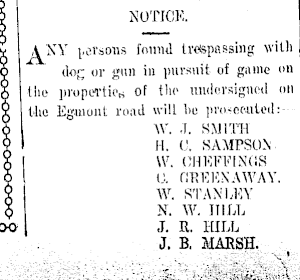 NOTICE.
ANY persons found trespassing with
dog or gun in pursuit of game on
the properties of the undersigned on
the Egmont road will be prosecuted:—
W. J. SMITH
H. C. SAMPSON.
W. CHEFFINGS
C. GREENAWAY.
W. STANLEY
N. W. HILL
J. R. HILL
J. B. MARSH.